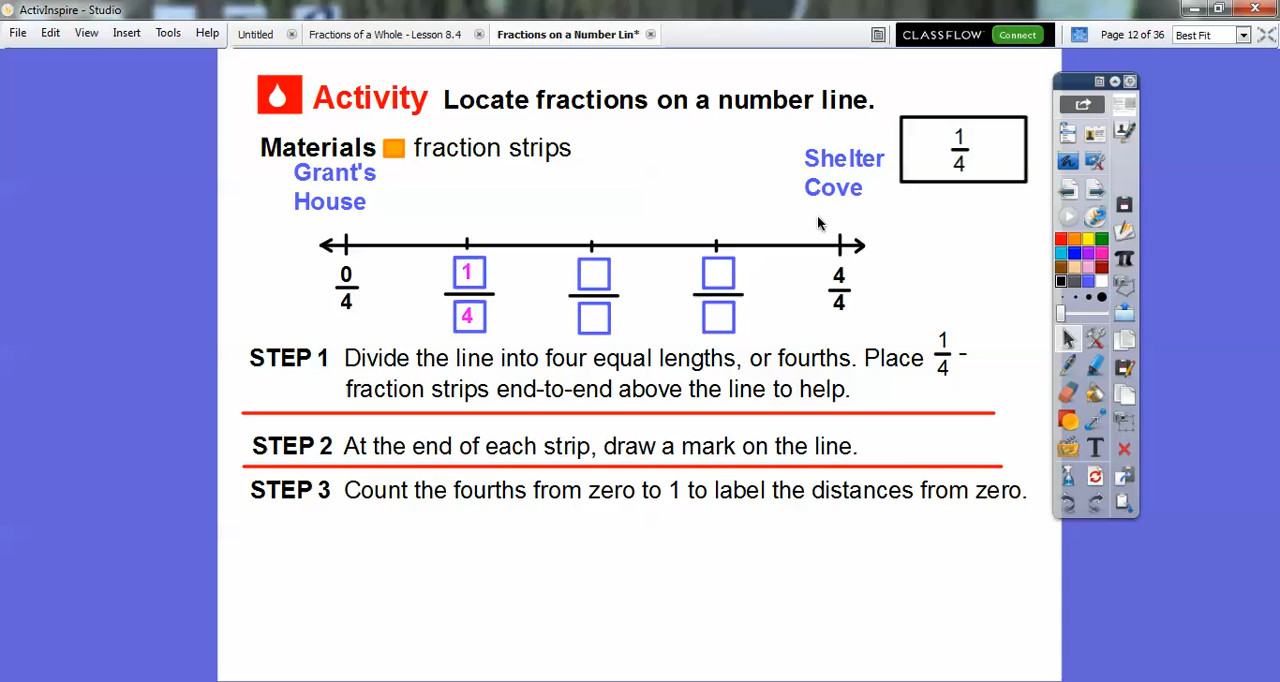 ActivInspire - Studio
File Edit View Insert Tools Help
Untitled Fractions of a Whole - Lesson 8.4 Fractions on a Number Lin*
CLASSFLOW Connect
Page 12 of 36 Best Fit
Activity Locate fractions on a number line.
Materials fraction strips
1/4
Grant's
House
Shelter
Cove
0/4 1/4 4/4
STEP 1 Divide the line into four equal lengths, or fourths. Place 1/4 -
fraction strips end-to-end above the line to help.
STEP 2 At the end of each strip, draw a mark on the line.
STEP 3 Count the fourths from zero to 1 to label the distances from zero.
π
T